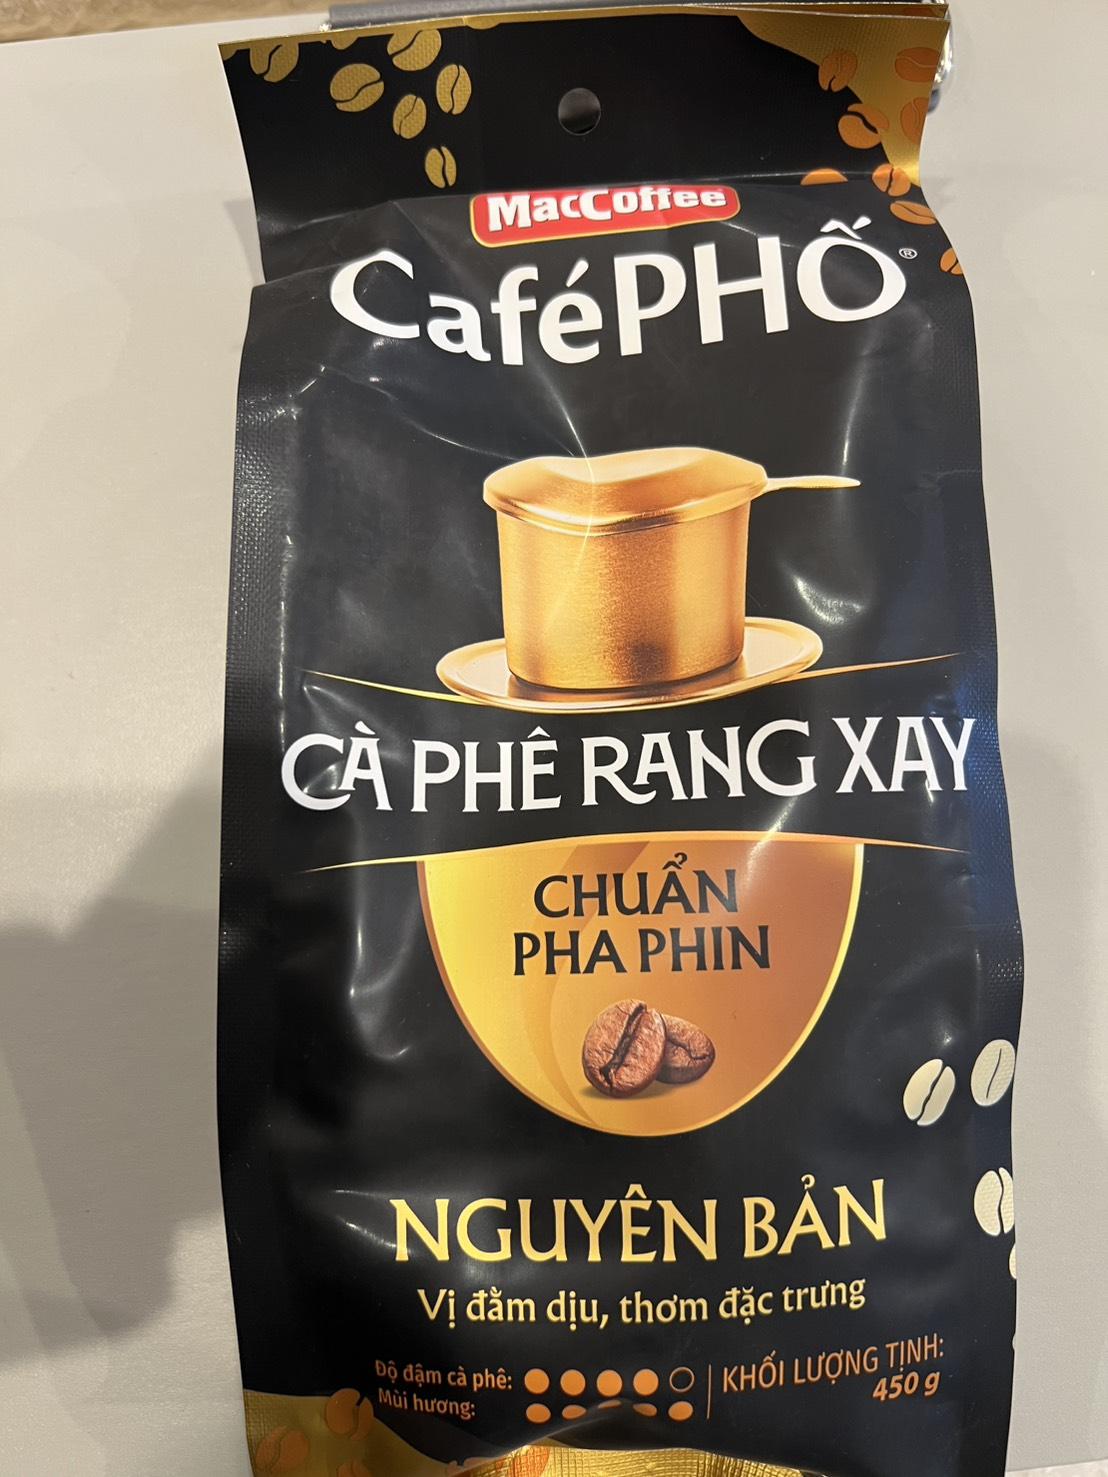 MacCoffee
CaféPHỐ®
CÀ PHÊ RANG XAY
CHUẨN
PHA PHIN
NGUYÊN BẢN
Vị đằm dịu, thơm đặc trưng
Độ đậm cà phê:
Mùi hương:
KHỐI LƯỢNG TỊNH:
450 g